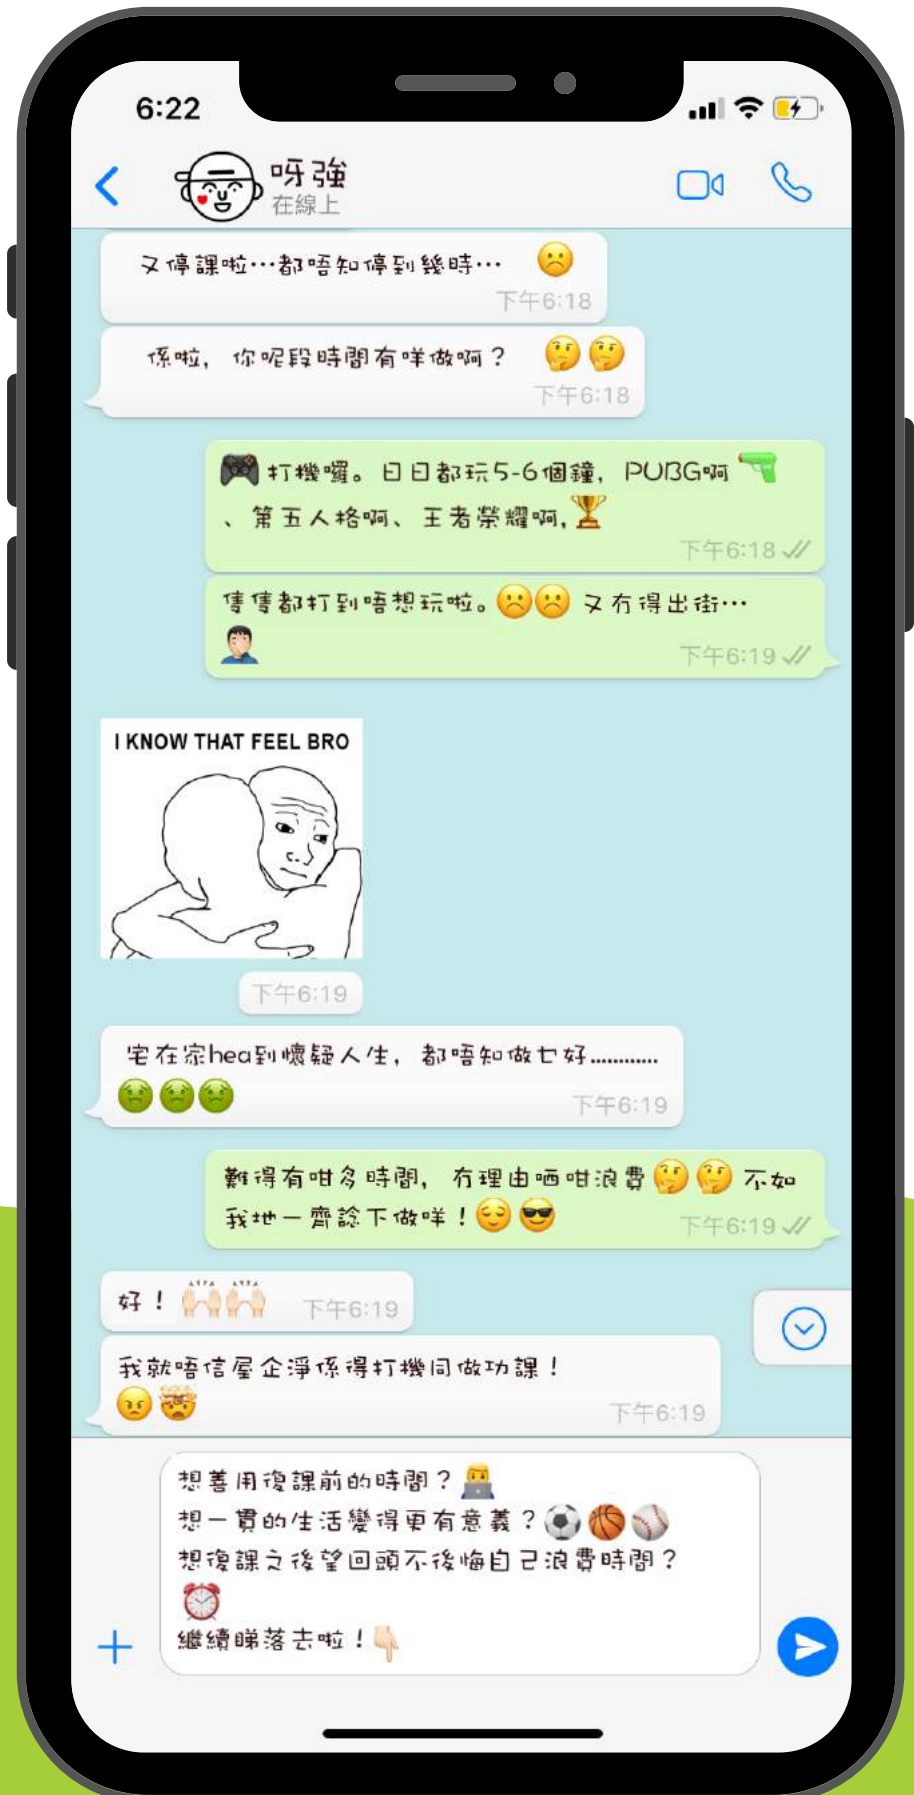 6:22
呀強
在線上
又停課啦…都唔知停到幾時… ☹️
下午6:18
係啦，你呢段時間有咩做啊？ 🤔🤔
下午6:18
🎮打機囉。日日都玩5-6個鐘，PUBG啊🔫
、第五人格啊、王者榮耀啊,🏆
下午6:18
隻隻都打到唔想玩啦。☹️☹️ 又冇得出街…
🤦🏻‍♂️
下午6:19
I KNOW THAT FEEL BRO
下午6:19
宅在家hea到懷疑人生，都唔知做乜好............
🤢🤢🤢
下午6:19
難得有咁多時間，冇理由哂咁浪費🤔🤔 不如
我地一齊諗下做咩！😌😎
下午6:19
好！🙌🏻🙌🏻
下午6:19
我就唔信屋企淨係得打機同做功課！
😠🤯
下午6:19
想善用復課前的時間？👨‍💻
想一貫的生活變得更有意義？⚽🏀⚾
想復課之後望回頭不後悔自己浪費時間？
⏰
繼續睇落去啦！👇🏻